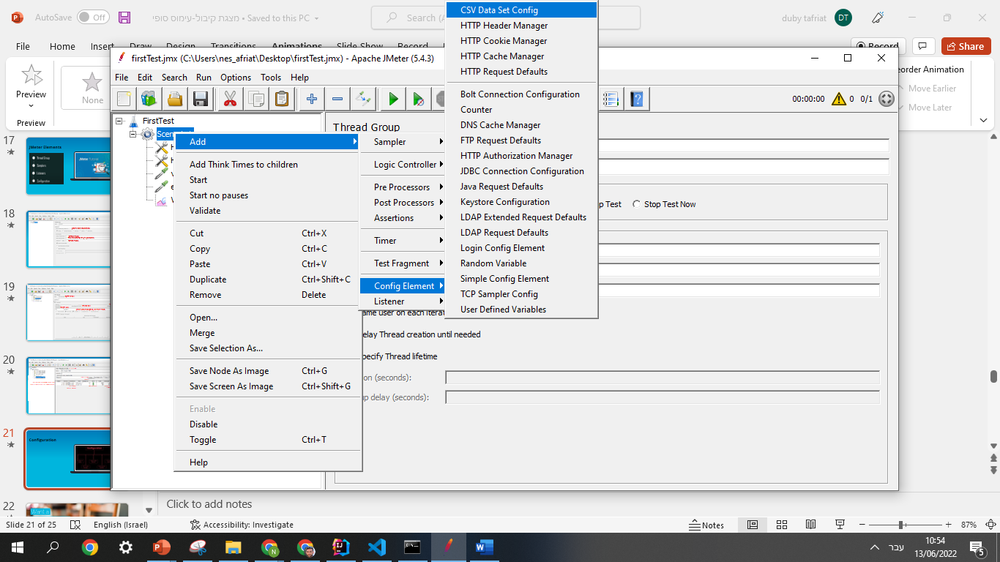 AutoSave Off מצגת קיבול-עימוס סופי • Saved to this PC
Search
duby tafriat DT
File Home Insert Draw Design Transitions Animations Slide Show Record
Record Share
Preview
None
Preview
Reorder Animation
Move Earlier
Move Later
firstTest.jmx (C:\Users\nes_afriat\Desktop\firstTest.jmx) - Apache JMeter (5.4.3)
File Edit Search Run Options Tools Help
00:00:00 0 0/1
FirstTest
Thread Group
Stop Test Now
elay Thread creation until needed
pecify Thread lifetime
on (seconds):
up delay (seconds):
Add
Add Think Times to children
Start
Start no pauses
Validate
Cut Ctrl+X
Copy Ctrl+C
Paste Ctrl+V
Duplicate Ctrl+Shift+C
Remove Delete
Open...
Merge
Save Selection As...
Save Node As Image Ctrl+G
Save Screen As Image Ctrl+Shift+G
Enable
Disable
Toggle Ctrl+T
Help
Sampler
Logic Controller
Pre Processors
Post Processors
Assertions
Timer
Test Fragment
Config Element
Listener
CSV Data Set Config
HTTP Header Manager
HTTP Cookie Manager
HTTP Cache Manager
HTTP Request Defaults
Bolt Connection Configuration
Counter
DNS Cache Manager
FTP Request Defaults
HTTP Authorization Manager
JDBC Connection Configuration
Java Request Defaults
Keystore Configuration
LDAP Extended Request Defaults
LDAP Request Defaults
Login Config Element
Random Variable
Simple Config Element
TCP Sampler Config
User Defined Variables
17
JMeter Elements
Thread Group
Samplers
Listeners
Configuration
18
19
20
21
Configuration
22
Click to add notes
Slide 21 of 25 English (Israel) Accessibility: Investigate Notes 87%
עבר 10:54
13/06/2022
5